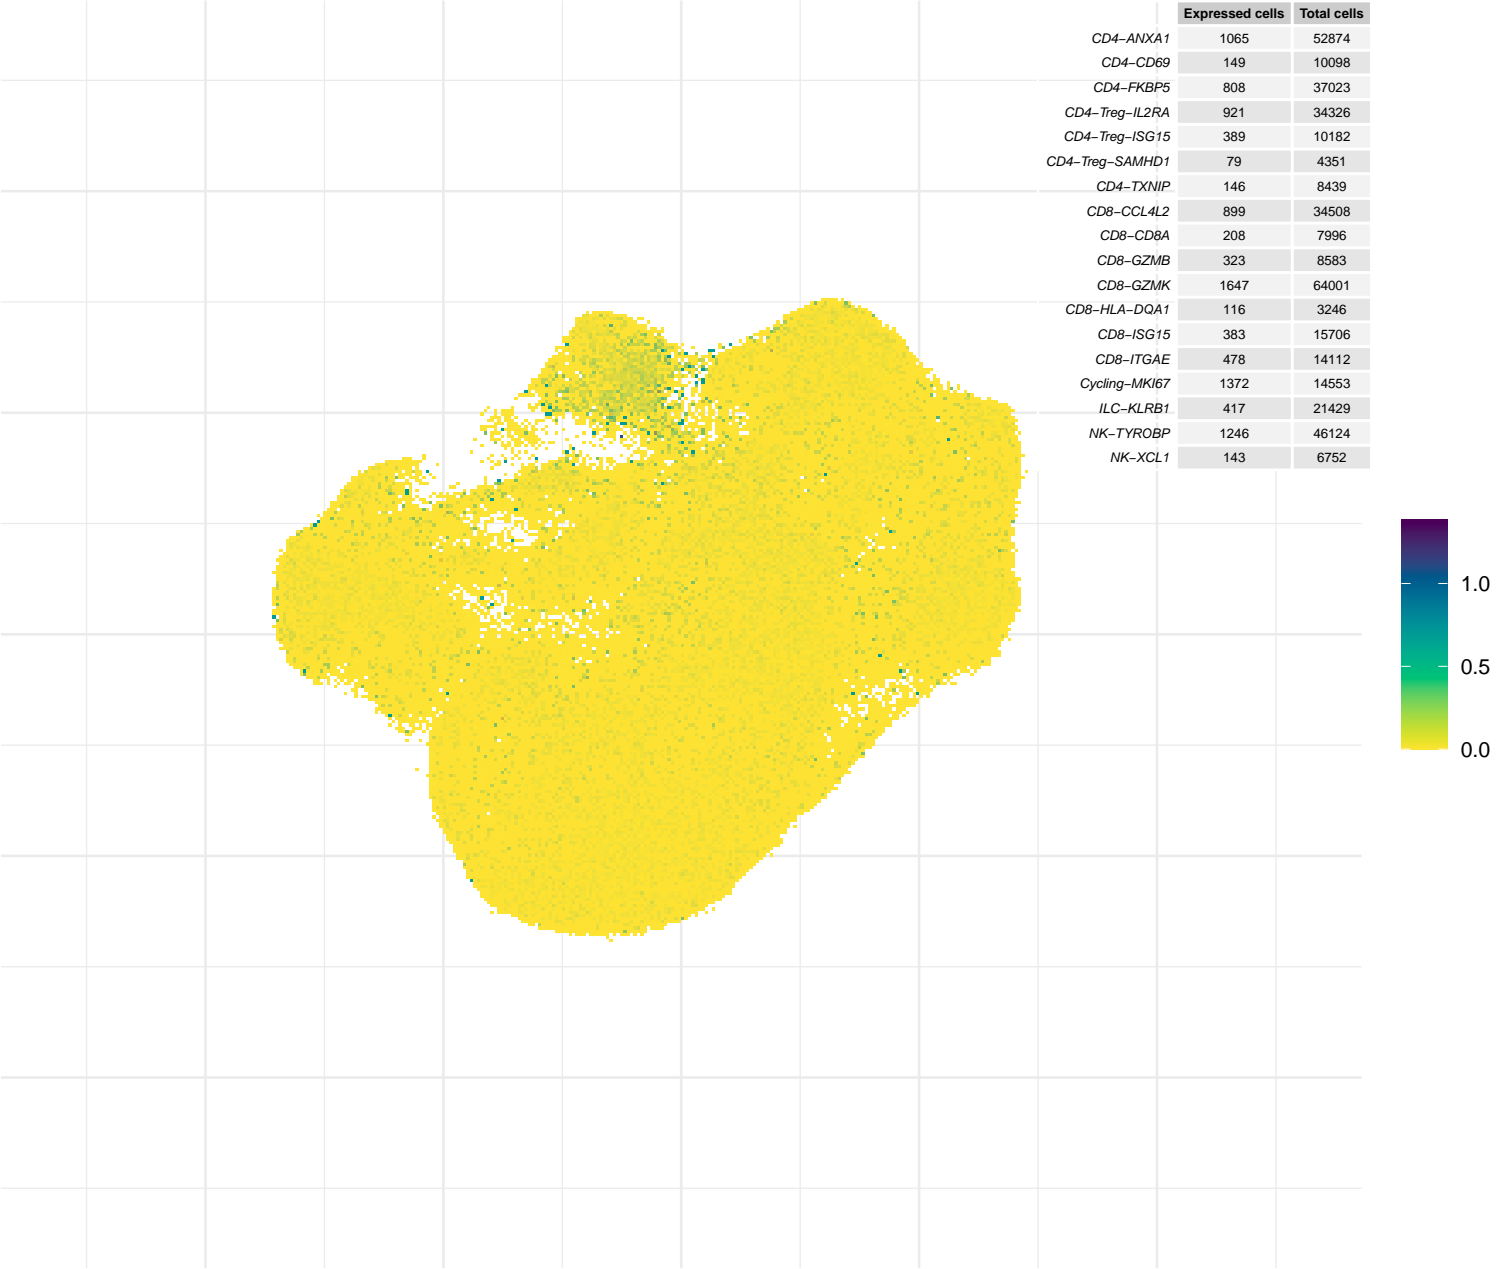 Expressed cells Total cells
CD4−ANXA1 1065 52874
CD4−CD69 149 10098
CD4−FKBP5 808 37023
CD4−Treg−IL2RA 921 34326
CD4−Treg−ISG15 389 10182
CD4−Treg−SAMHD1 79 4351
CD4−TXNIP 146 8439
CD8−CCL4L2 899 34508
CD8−CD8A 208 7996
CD8−GZMB 323 8583
CD8−GZMK 1647 64001
CD8−HLA−DQA1 116 3246
CD8−ISG15 383 15706
CD8−ITGAE 478 14112
Cycling−MKI67 1372 14553
ILC−KLRB1 417 21429
NK−TYROBP 1246 46124
NK−XCL1 143 6752
1.0
0.5
0.0